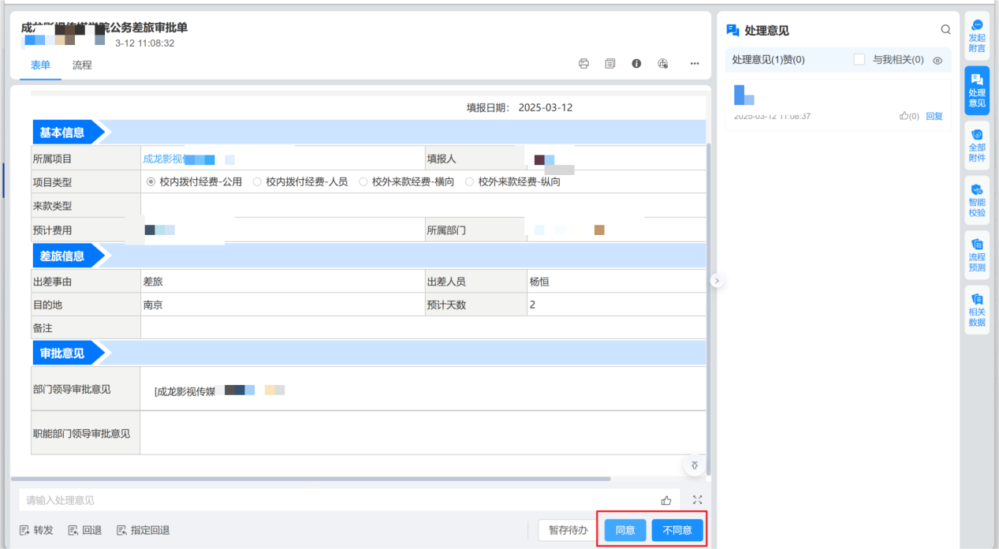 院公务差旅审批单
3-12 11:08:32
表单 流程
填报日期： 2025-03-12
基本信息
所属项目 成龙影视 填报人
项目类型 校内拨付经费-公用 校内拨付经费-人员 校外来款经费-横向 校外来款经费-纵向
来款类型
预计费用 所属部门
差旅信息
出差事由 差旅 出差人员 杨恒
目的地 南京 预计天数 2
备注
审批意见
部门领导审批意见 [成龙影视传媒
职能部门领导审批意见
请输入处理意见
转发 回退 指定回退 暂存待办 同意 不同意
处理意见
处理意见(1)赞(0) 与我相关(0)
2025-03-12 11:08:37 (0) 回复
发起
附言
处理
意见
全部
附件
智能
校验
流程
预测
相关
数据